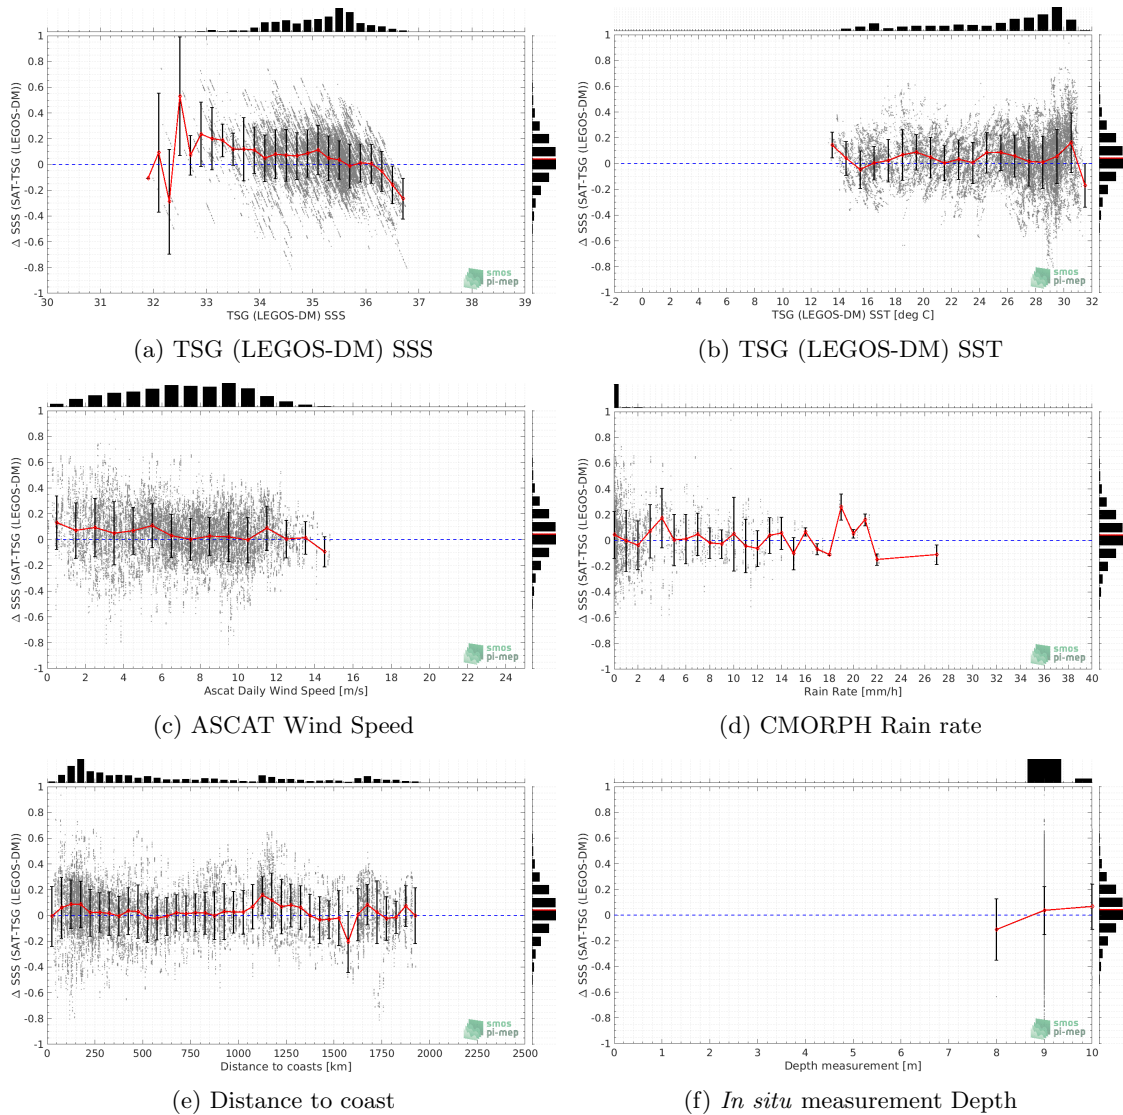 1
0.8
0.6
0.4
0.2
0
-0.2
-0.4
-0.6
-0.8
-1
Δ SSS (SAT-TSG (LEGOS-DM))
30 31 32 33 34 35 36 37 38 39
TSG (LEGOS-DM) SSS
smos
pi-mep
(a) TSG (LEGOS-DM) SSS
1
0.8
0.6
0.4
0.2
0
-0.2
-0.4
-0.6
-0.8
-1
Δ SSS (SAT-TSG (LEGOS-DM))
-2 0 2 4 6 8 10 12 14 16 18 20 22 24 26 28 30 32
TSG (LEGOS-DM) SST [deg C]
smos
pi-mep
(b) TSG (LEGOS-DM) SST
1
0.8
0.6
0.4
0.2
0
-0.2
-0.4
-0.6
-0.8
-1
Δ SSS (SAT-TSG (LEGOS-DM))
0 2 4 6 8 10 12 14 16 18 20 22 24
Ascat Daily Wind Speed [m/s]
smos
pi-mep
(c) ASCAT Wind Speed
1
0.8
0.6
0.4
0.2
0
-0.2
-0.4
-0.6
-0.8
-1
Δ SSS (SAT-TSG (LEGOS-DM))
0 2 4 6 8 10 12 14 16 18 20 22 24 26 28 30 32 34 36 38 40
Rain Rate [mm/h]
smos
pi-mep
(d) CMORPH Rain rate
1
0.8
0.6
0.4
0.2
0
-0.2
-0.4
-0.6
-0.8
-1
Δ SSS (SAT-TSG (LEGOS-DM))
0 250 500 750 1000 1250 1500 1750 2000 2250 2500
Distance to coasts [km]
smos
pi-mep
(e) Distance to coast
1
0.8
0.6
0.4
0.2
0
-0.2
-0.4
-0.6
-0.8
-1
Δ SSS (SAT-TSG (LEGOS-DM))
0 1 2 3 4 5 6 7 8 9 10
Depth measurement [m]
smos
pi-mep
(f) In situ measurement Depth